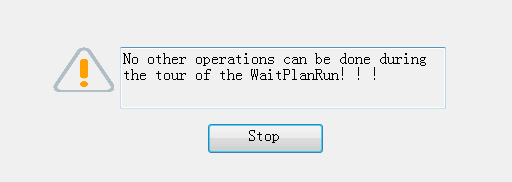 No other operations can be done during
the tour of the WaitPlanRun! ! !
Stop